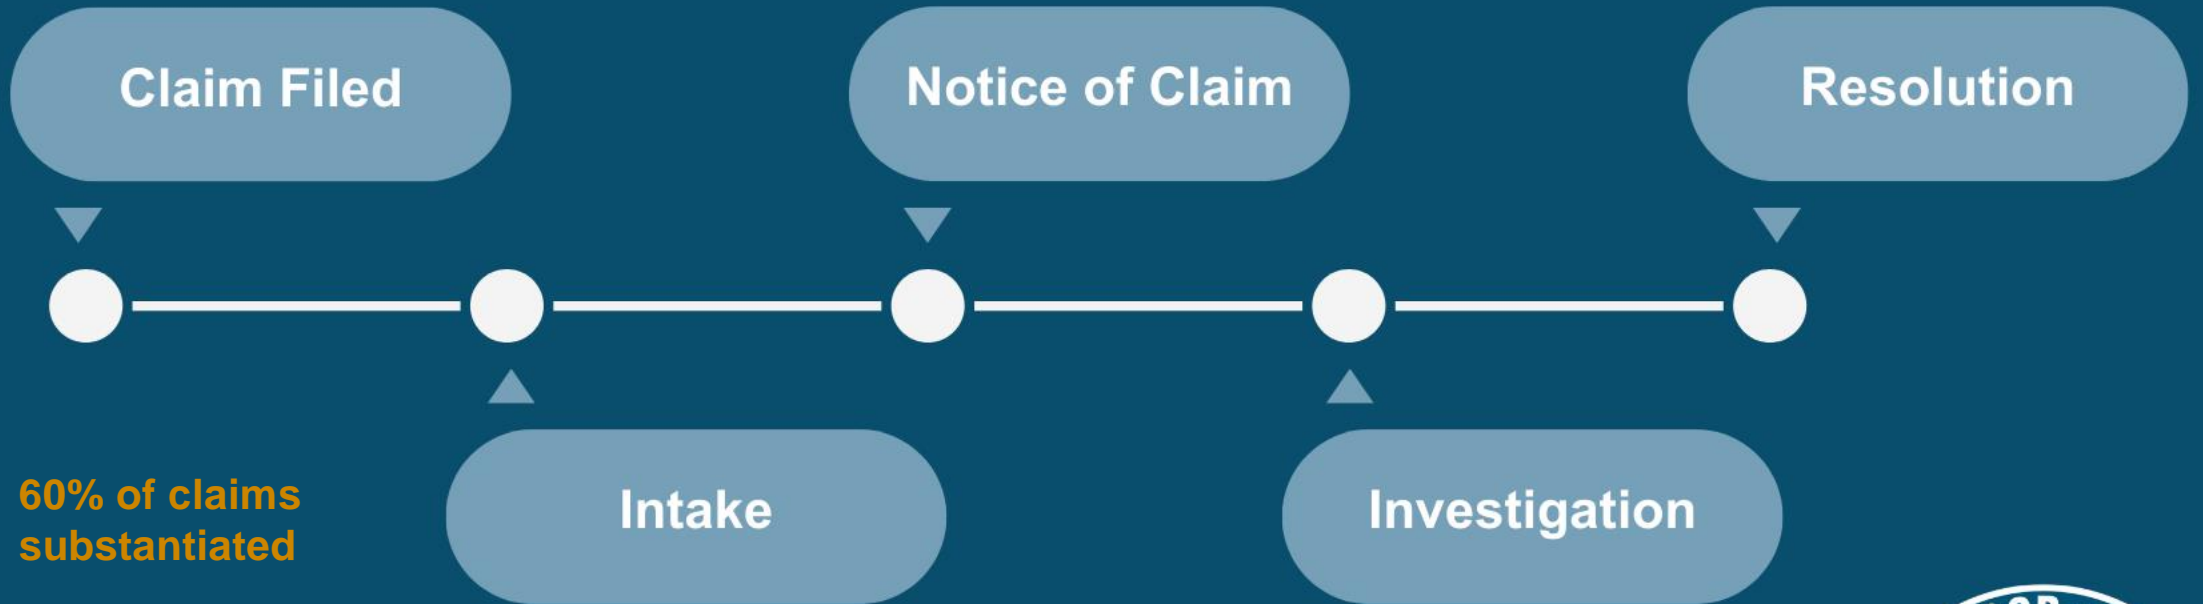 Claim Filed
Notice of Claim
Resolution
Intake
Investigation
60% of claims
substantiated